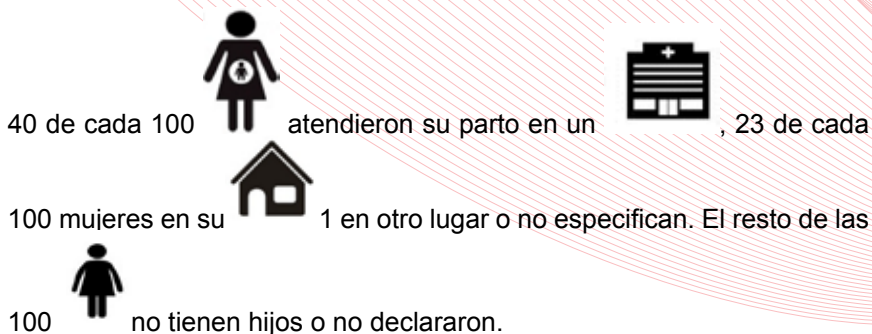 40 de cada 100 atendieron su parto en un , 23 de cada
100 mujeres en su 1 en otro lugar o no especifican. El resto de las
100 no tienen hijos o no declararon.